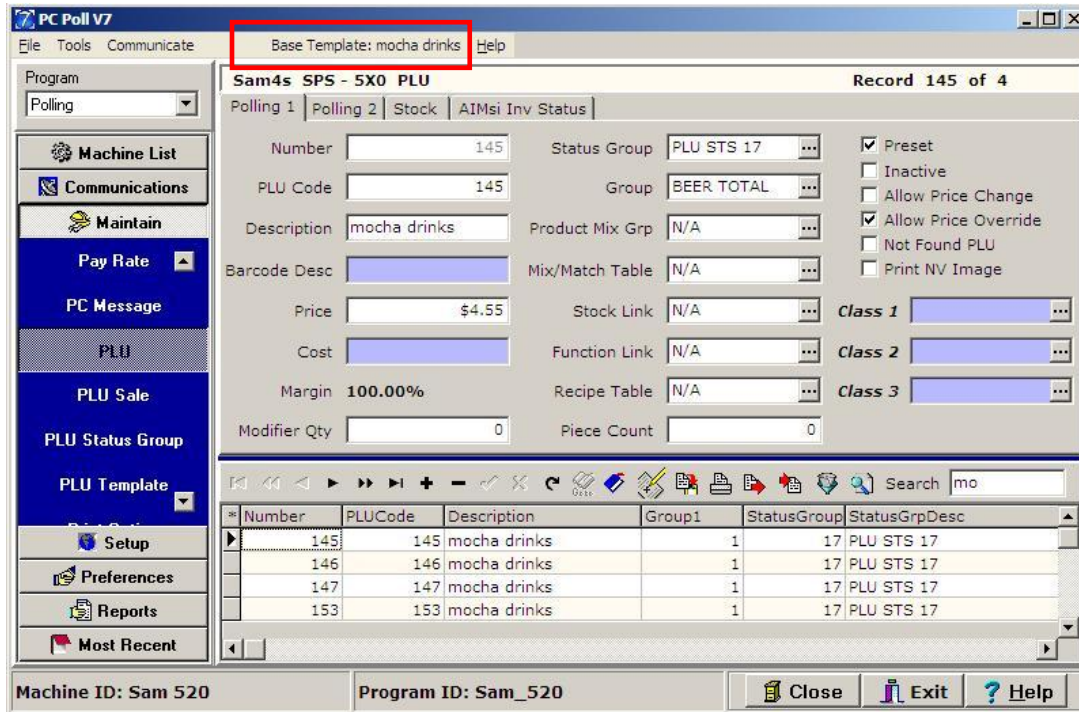 PC Poll V7
File Tools Communicate Base Template: mocha drinks Help
Program
Polling
Machine List
Communications
Maintain
Pay Rate
PC Message
PLU
PLU Sale
PLU Status Group
PLU Template
Setup
Preferences
Reports
Most Recent
Sam4s SPS - 5X0 PLU Record 145 of 4
Polling 1 Polling 2 Stock AIMsi Inv Status
Number 145 Status Group PLU STS 17 ... Preset
Inactive
PLU Code 145 Group BEER TOTAL ... Allow Price Change
Allow Price Override
Description mocha drinks Product Mix Grp N/A ... Not Found PLU
Barcode Desc Mix/Match Table N/A ... Print NV Image
Price $4.55 Stock Link N/A ... Class 1 ...
Cost Function Link N/A ... Class 2 ...
Margin 100.00% Recipe Table N/A ... Class 3 ...
Modifier Qty 0 Piece Count 0
Search mo
* Number PLUCode Description Group1 StatusGroup StatusGrpDesc
145 145 mocha drinks 1 17 PLU STS 17
146 146 mocha drinks 1 17 PLU STS 17
147 147 mocha drinks 1 17 PLU STS 17
153 153 mocha drinks 1 17 PLU STS 17
Machine ID: Sam 520 Program ID: Sam_520 Close Exit ? Help